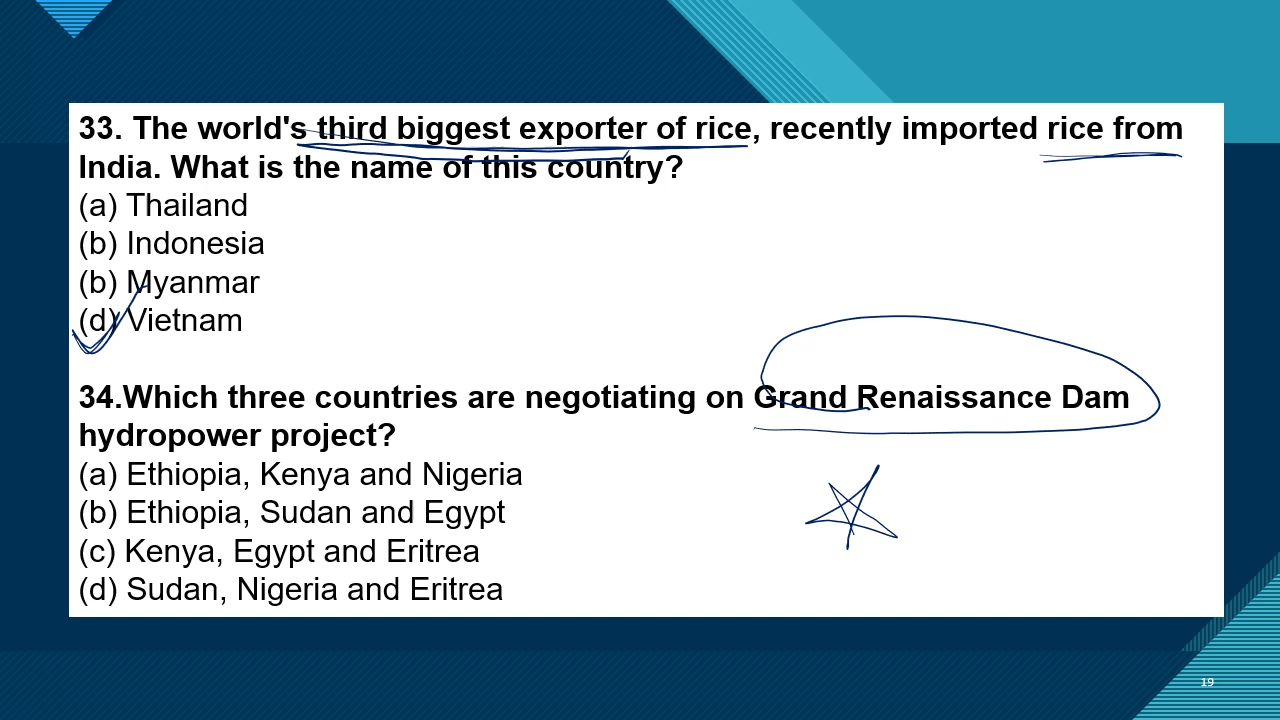 33. The world's third biggest exporter of rice, recently imported rice from
India. What is the name of this country?
(a) Thailand
(b) Indonesia
(b) Myanmar
(d) Vietnam
34.Which three countries are negotiating on Grand Renaissance Dam
hydropower project?
(a) Ethiopia, Kenya and Nigeria
(b) Ethiopia, Sudan and Egypt
(c) Kenya, Egypt and Eritrea
(d) Sudan, Nigeria and Eritrea
19